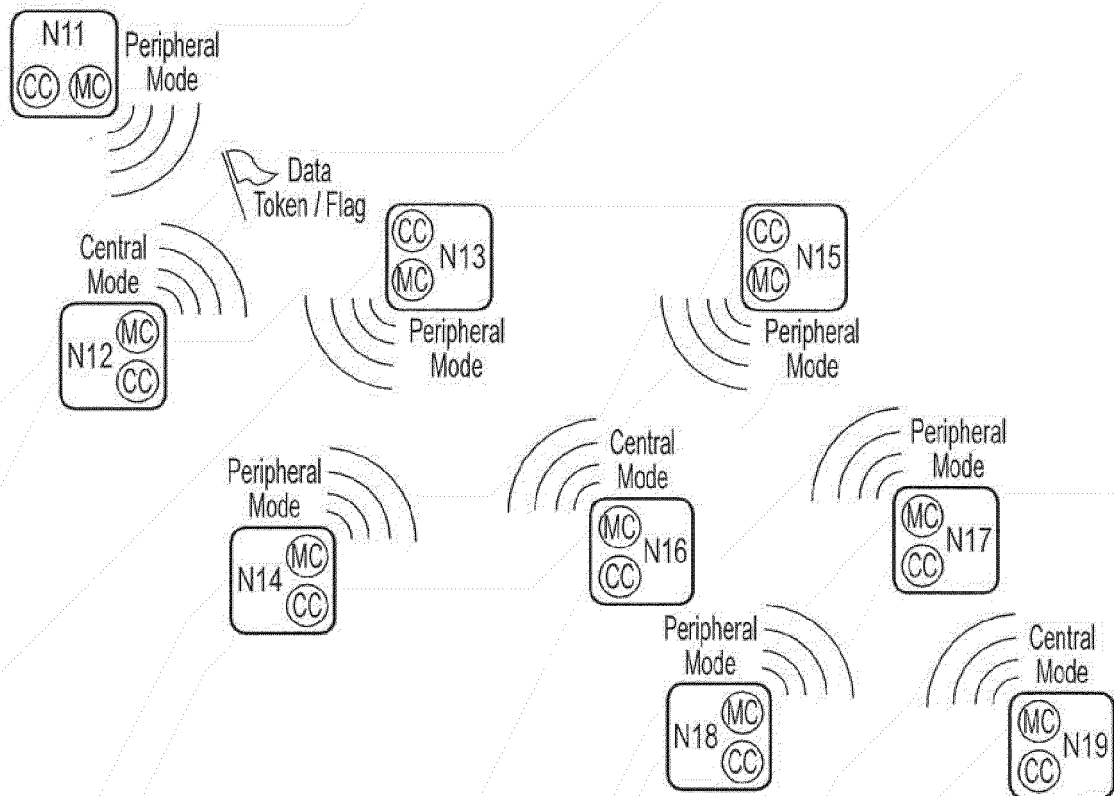 N11
CC MC
Peripheral
Mode
Data
Token / Flag
Central
Mode
N12
MC
CC
CC
MC
N13
Peripheral
Mode
CC
MC
N15
Peripheral
Mode
Peripheral
Mode
N14
MC
CC
Central
Mode
MC
CC
N16
Peripheral
Mode
MC
CC
N17
Peripheral
Mode
N18
MC
CC
Central
Mode
MC
CC
N19